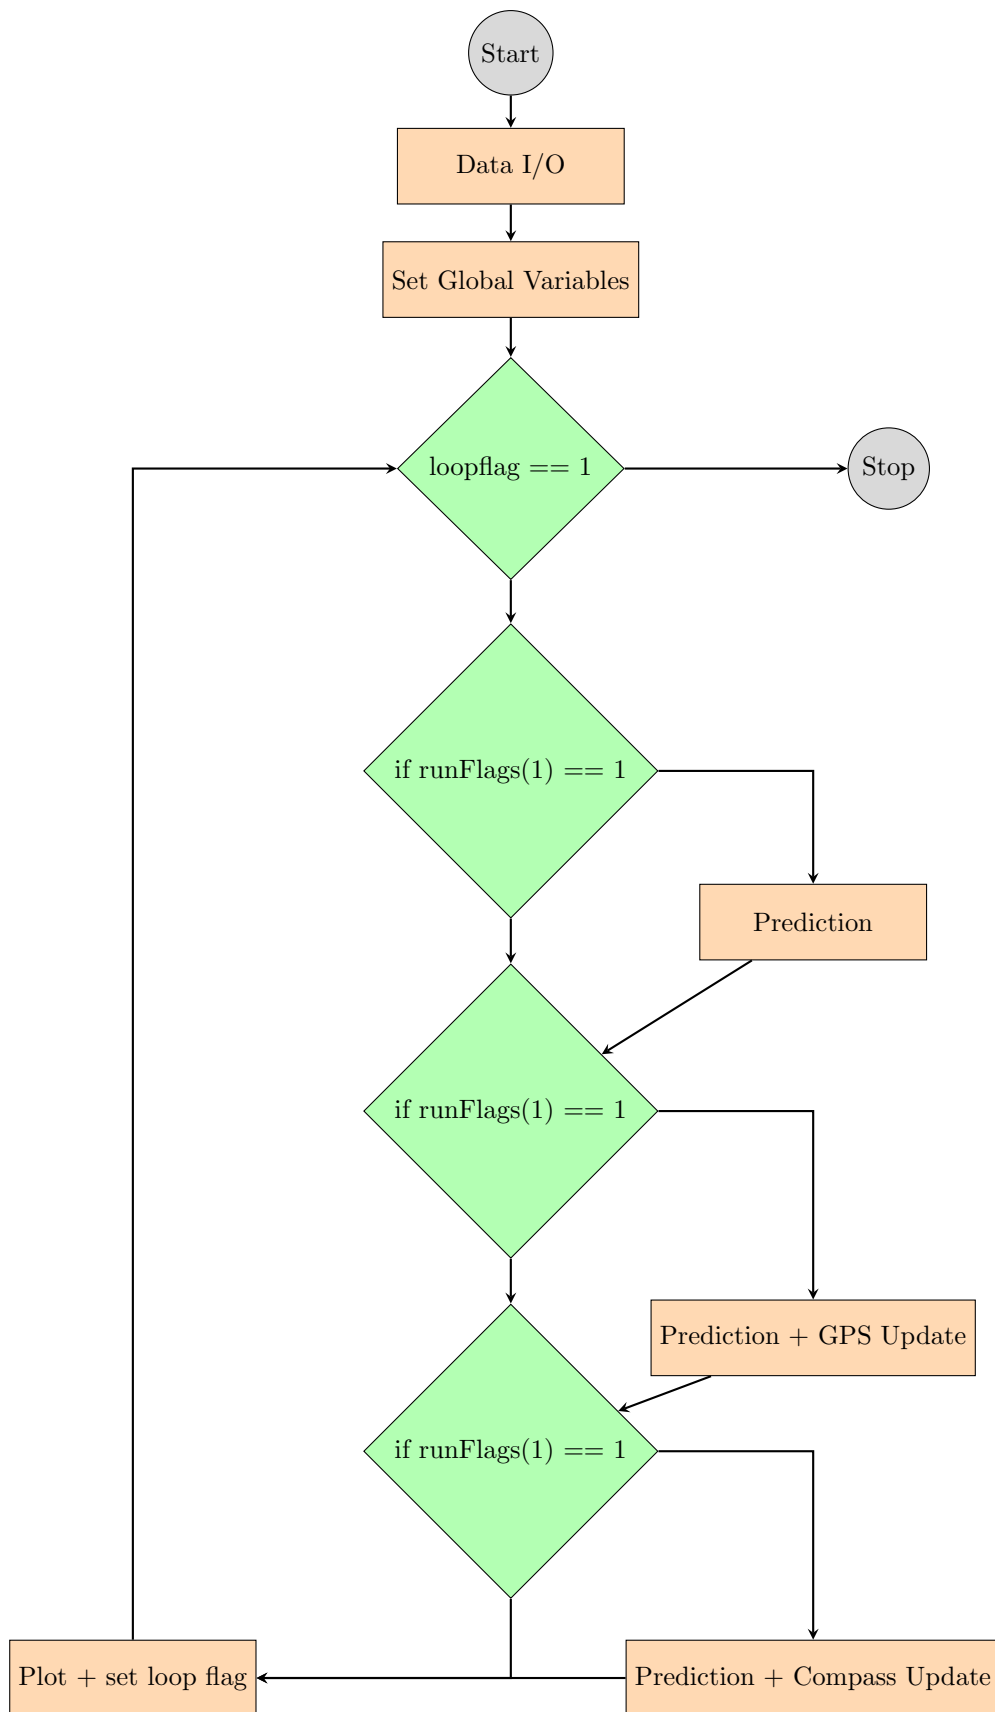 Start
Data I/O
Set Global Variables
loopflag == 1
Stop
if runFlags(1) == 1
Prediction
if runFlags(1) == 1
Prediction + GPS Update
if runFlags(1) == 1
Plot + set loop flag
Prediction + Compass Update